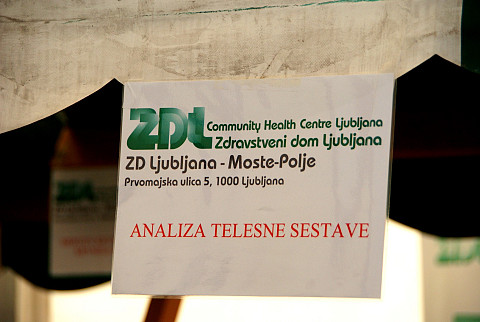 ZDL Community Health Centre Ljubljana
Zdravstveni dom Ljubljana
ZD Ljubljana - Moste-Polje
Prvomajska ulica 5, 1000 Ljubljana
ANALIZA TELESNE SESTAVE